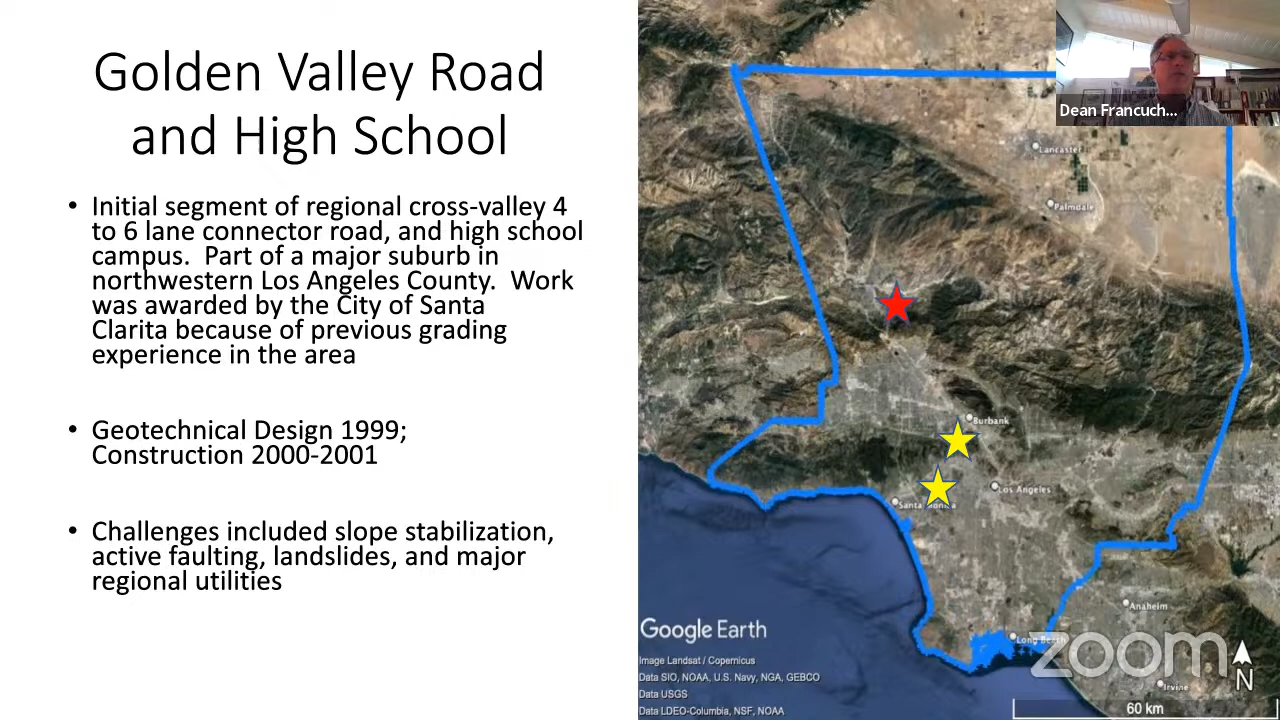 Golden Valley Road
and High School
• Initial segment of regional cross-valley 4
to 6 lane connector road, and high school
campus.  Part of a major suburb in
northwestern Los Angeles County.  Work
was awarded by the City of Santa
Clarita because of previous grading
experience in the area
• Geotechnical Design 1999;
Construction 2000-2001
• Challenges included slope stabilization,
active faulting, landslides, and major
regional utilities
Dean Francuch...
Lancaster
Palmdale
Burbank
Los Angeles
Santa Monica
Anaheim
Long Beach
Irvine
Google Earth
Image Landsat / Copernicus
Data SIO, NOAA, U.S. Navy, NGA, GEBCO
Data USGS
Data LDEO-Columbia, NSF, NOAA
zoom
N
60 km